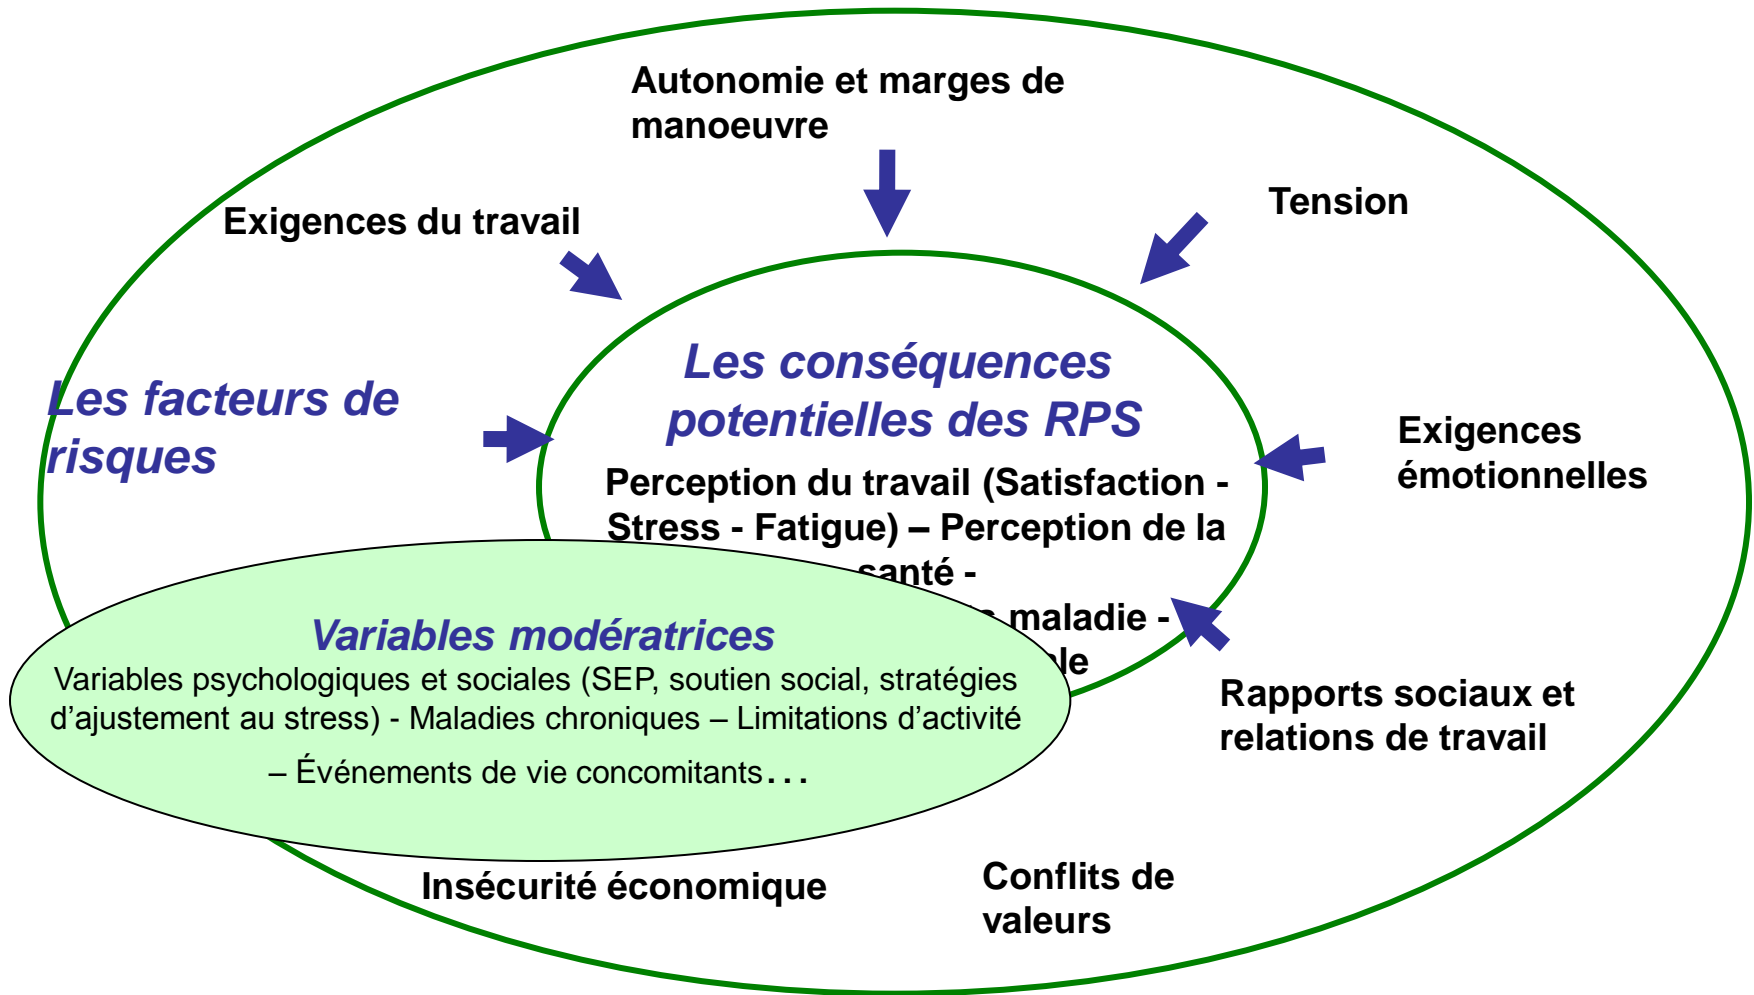 Autonomie et marges de
manoeuvre
Tension
Exigences du travail
Les facteurs de
risques
Les conséquences
potentielles des RPS
Perception du travail (Satisfaction -
Stress - Fatigue) – Perception de la
santé -
maladie -
Exigences
émotionnelles
Variables modératrices
Variables psychologiques et sociales (SEP, soutien social, stratégies
d’ajustement au stress) - Maladies chroniques – Limitations d’activité
– Événements de vie concomitants…
Rapports sociaux et
relations de travail
Insécurité économique
Conflits de
valeurs